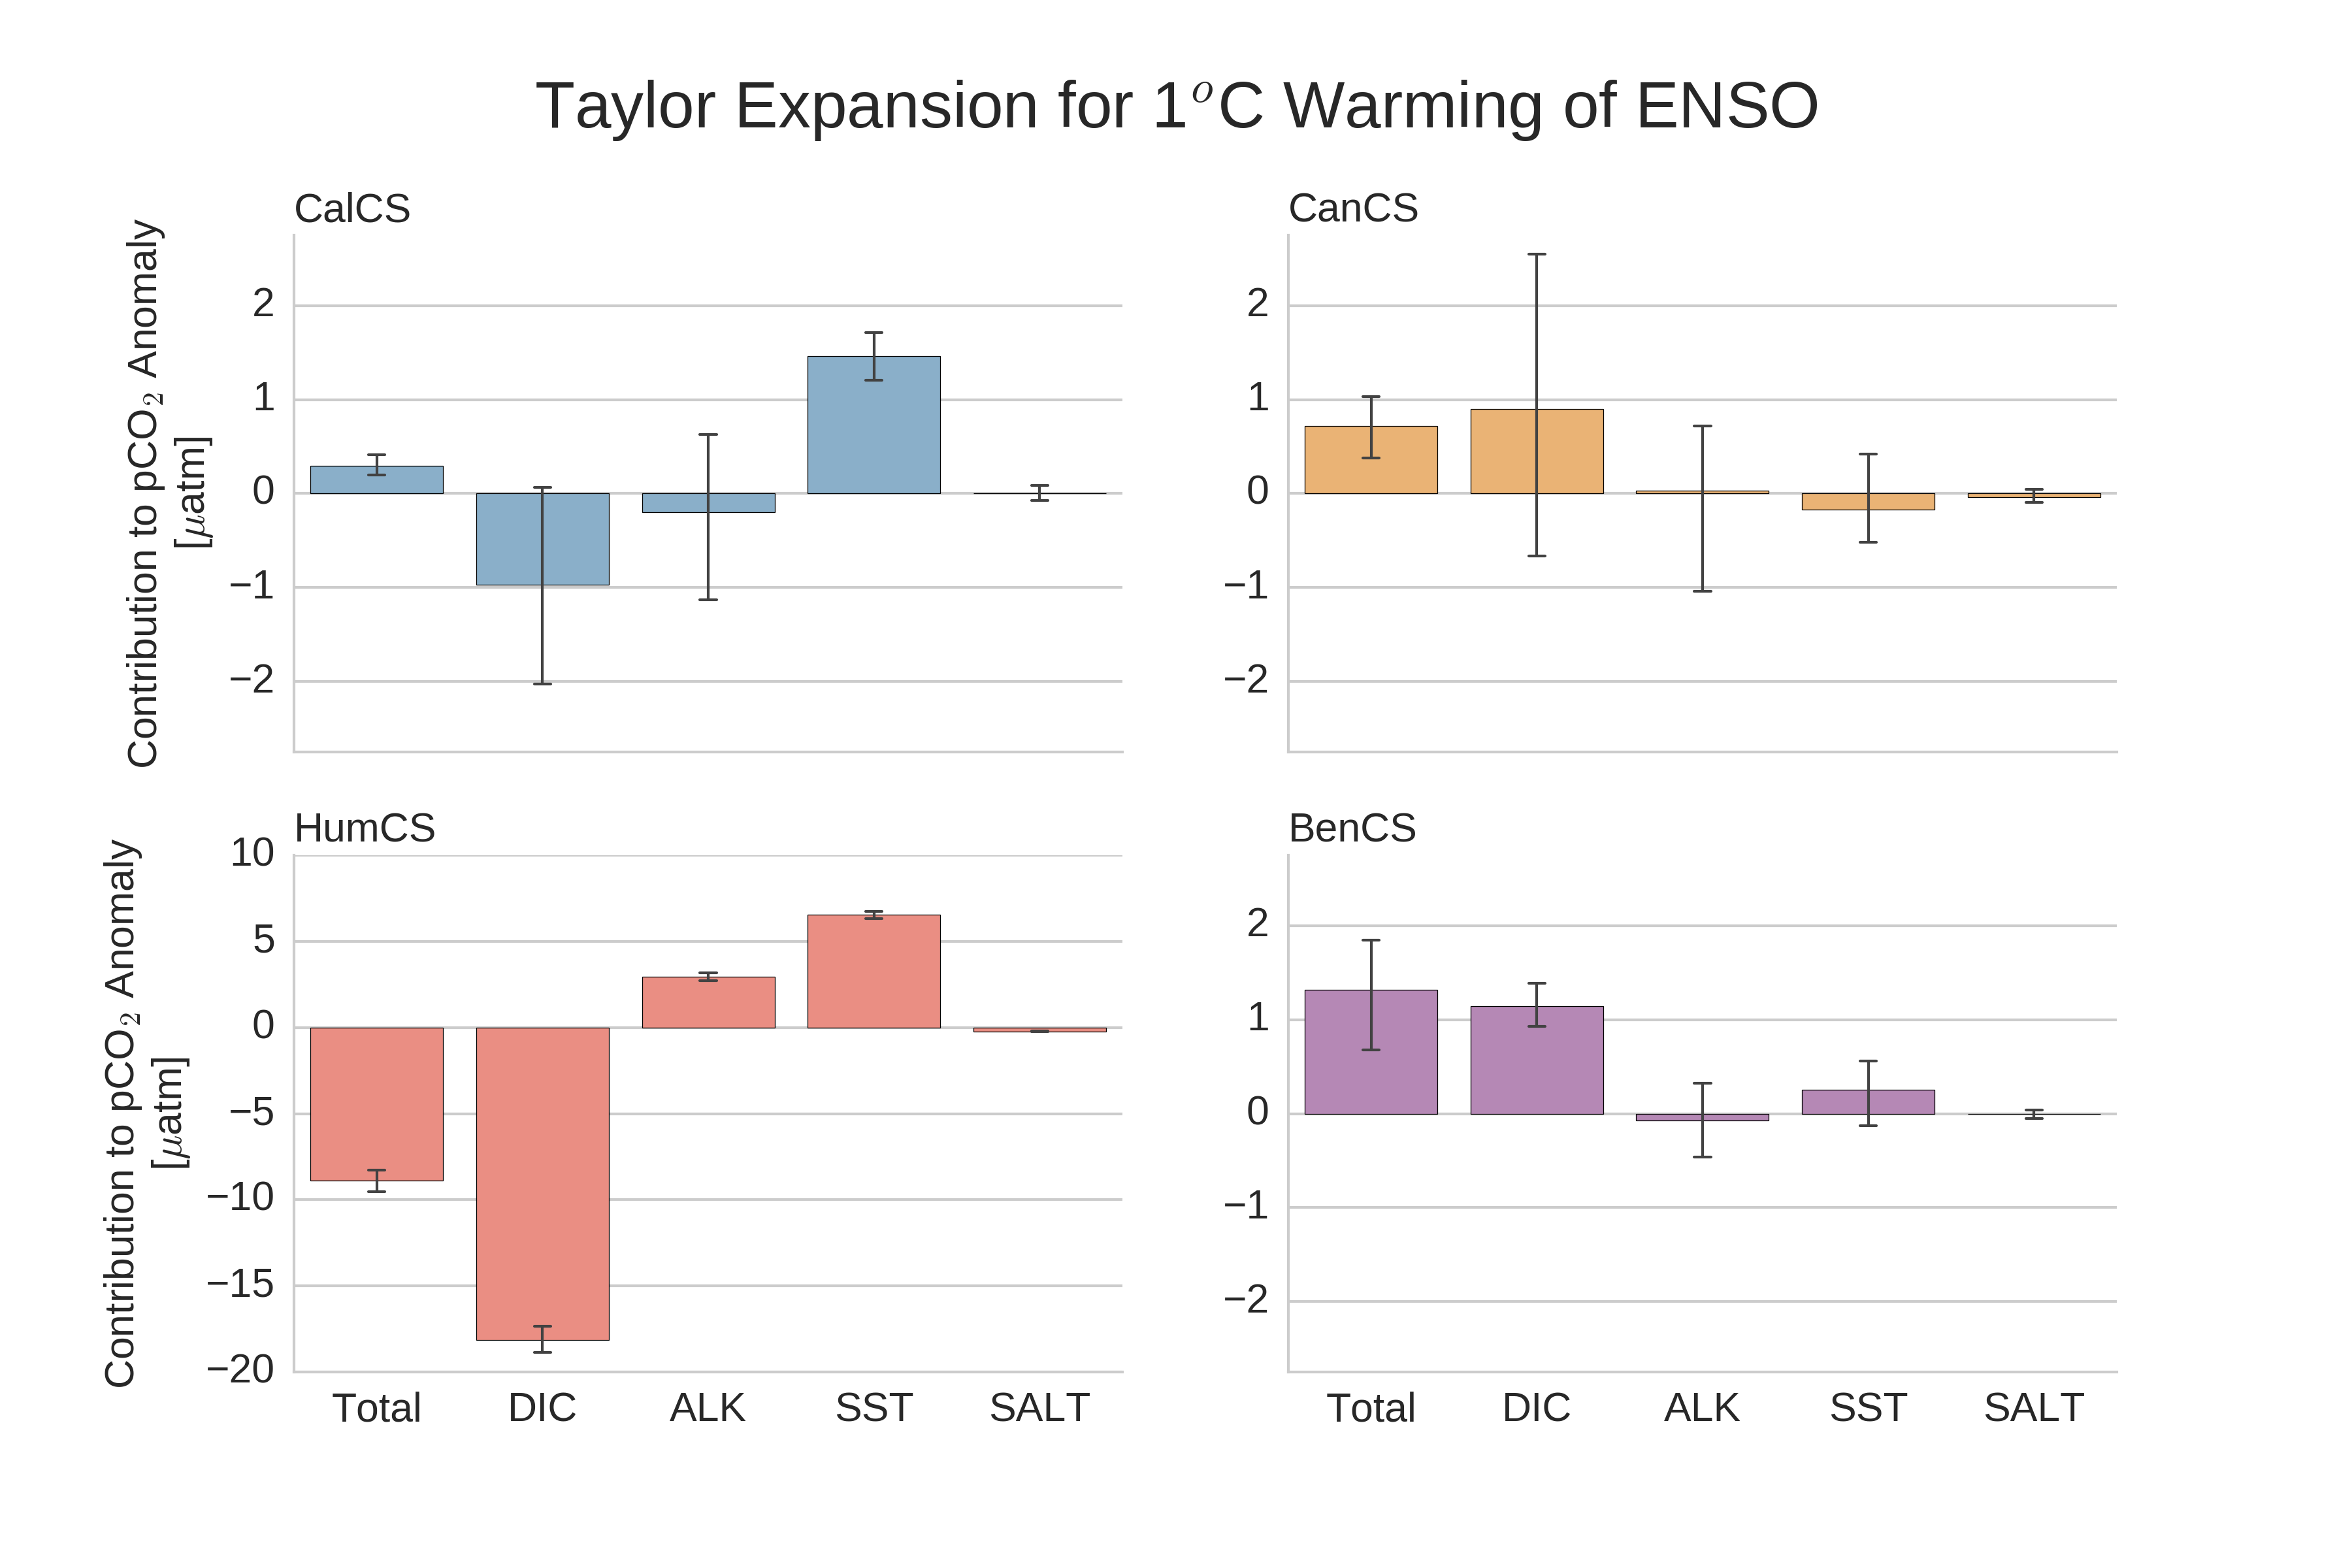 Taylor Expansion for 1°C Warming of ENSO
CalCS
Contribution to pCO₂ Anomaly
[μatm]
2
1
0
−1
−2
CanCS
2
1
0
−1
−2
HumCS
Contribution to pCO₂ Anomaly
[μatm]
10
5
0
−5
−10
−15
−20
Total DIC ALK SST SALT
BenCS
2
1
0
−1
−2
Total DIC ALK SST SALT